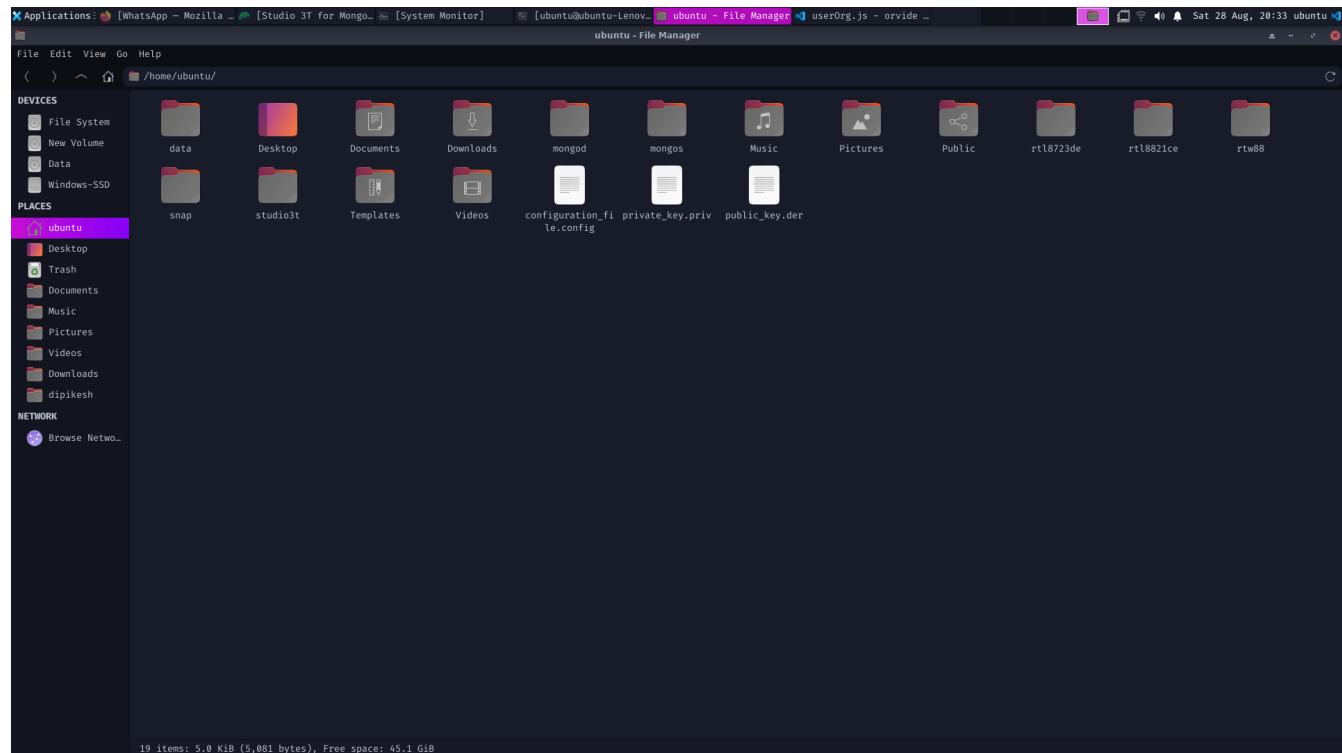 Applications [WhatsApp — Mozilla … [Studio 3T for Mongo… [System Monitor] [ubuntu@ubuntu-Lenov… ubuntu - File Manager userOrg.js - orvide … Sat 28 Aug, 20:33 ubuntu
ubuntu - File Manager
File Edit View Go Help
/home/ubuntu/
DEVICES
File System
New Volume
Data
Windows-SSD
PLACES
ubuntu
Desktop
Trash
Documents
Music
Pictures
Videos
Downloads
dipikesh
NETWORK
Browse Netwo…
data Desktop Documents Downloads mongod mongos Music Pictures Public rtl8723de rtl8821ce rtw88
snap studio3t Templates Videos configuration_fi private_key.priv public_key.der
le.config
19 items: 5.0 KiB (5,081 bytes), Free space: 45.1 GiB